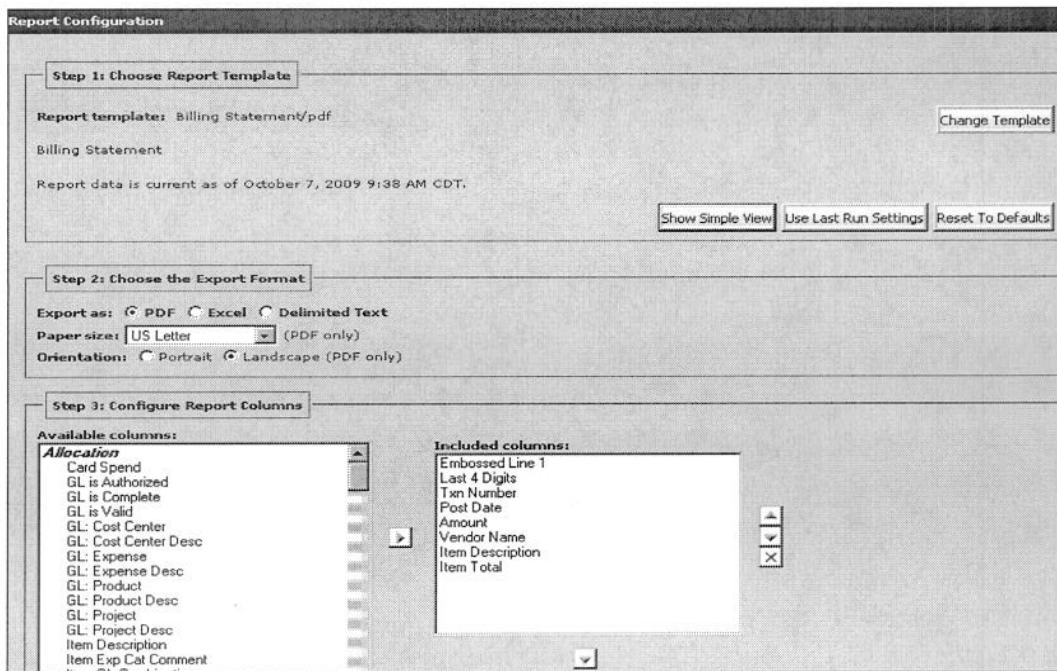 Report Configuration
Step 1: Choose Report Template
Report template: Billing Statement/pdf
Change Template
Billing Statement
Report data is current as of October 7, 2009 9:38 AM CDT.
Show Simple View Use Last Run Settings Reset To Defaults
Step 2: Choose the Export Format
Export as: PDF Excel Delimited Text
Paper size: US Letter (PDF only)
Orientation: Portrait Landscape (PDF only)
Step 3: Configure Report Columns
Available columns:
Allocation
Card Spend
GL is Authorized
GL is Complete
GL is Valid
GL: Cost Center
GL: Cost Center Desc
GL: Expense
GL: Expense Desc
GL: Product
GL: Product Desc
GL: Project
GL: Project Desc
Item Description
Item Exp Cat Comment
Included columns:
Embossed Line 1
Last 4 Digits
Txn Number
Post Date
Amount
Vendor Name
Item Description
Item Total